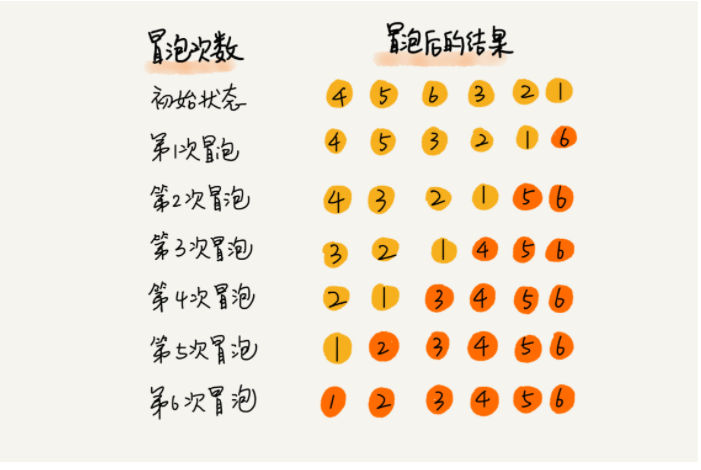 冒泡次数 冒泡后的结果
初始状态 4 5 6 3 2 1
第1次冒泡 4 5 3 2 1 6
第2次冒泡 4 3 2 1 5 6
第3次冒泡 3 2 1 4 5 6
第4次冒泡 2 1 3 4 5 6
第5次冒泡 1 2 3 4 5 6
第6次冒泡 1 2 3 4 5 6